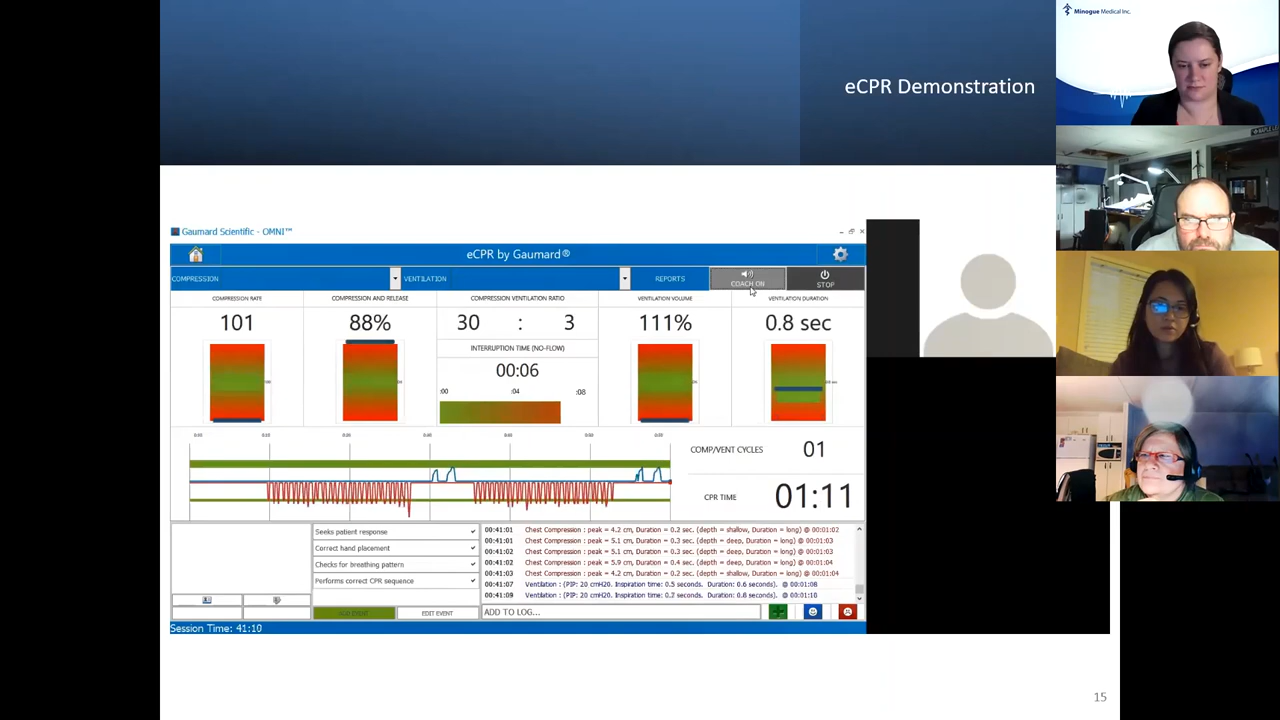 Minogue Medical Inc.
eCPR Demonstration
Gaumard Scientific - OMNI™
eCPR by Gaumard®
COMPRESSION
VENTILATION
REPORTS
COACH ON
STOP
COMPRESSION RATE
COMPRESSION AND RELEASE
COMPRESSION VENTILATION RATIO
VENTILATION VOLUME
VENTILATION DURATION
101
88%
30 : 3
111%
0.8 sec
INTERRUPTION TIME (NO-FLOW)
00:06
:00 :04 :08
COMP/VENT CYCLES 01
CPR TIME 01:11
Seeks patient response
Correct hand placement
Checks for breathing pattern
Performs correct CPR sequence
00:41:01 Chest Compression : peak = 4.2 cm, Duration = 0.3 sec. (depth = shallow, Duration = long) @ 00:01:02
00:41:01 Chest Compression : peak = 5.1 cm, Duration = 0.3 sec. (depth = deep, Duration = long) @ 00:01:03
00:41:02 Chest Compression : peak = 5.1 cm, Duration = 0.3 sec. (depth = deep, Duration = long) @ 00:01:03
00:41:02 Chest Compression : peak = 5.9 cm, Duration = 0.4 sec. (depth = deep, Duration = long) @ 00:01:04
00:41:03 Chest Compression : peak = 4.2 cm, Duration = 0.2 sec. (depth = shallow, Duration = long) @ 00:01:04
00:41:07 Ventilation : (PIP: 20 cmH20. Inspiration time: 0.5 seconds. Duration: 0.6 seconds). @ 00:01:08
00:41:09 Ventilation : (PIP: 20 cmH20. Inspiration time: 0.2 seconds. Duration: 0.8 seconds). @ 00:01:10
ADD EVENT
EDIT EVENT
ADD TO LOG...
Session Time: 41:10
15